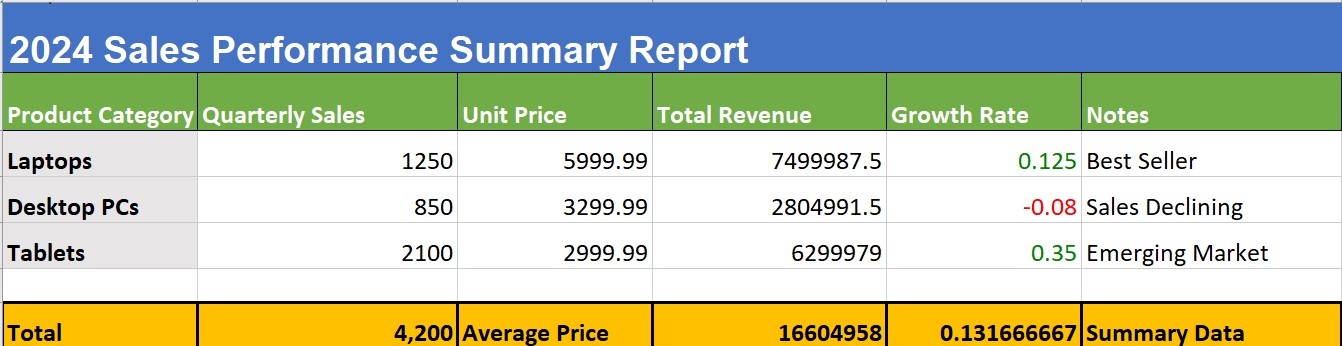 2024 Sales Performance Summary Report
Product Category Quarterly Sales Unit Price Total Revenue Growth Rate Notes
Laptops 1250 5999.99 7499987.5 0.125 Best Seller
Desktop PCs 850 3299.99 2804991.5 -0.08 Sales Declining
Tablets 2100 2999.99 6299979 0.35 Emerging Market
Total 4,200 Average Price 16604958 0.131666667 Summary Data